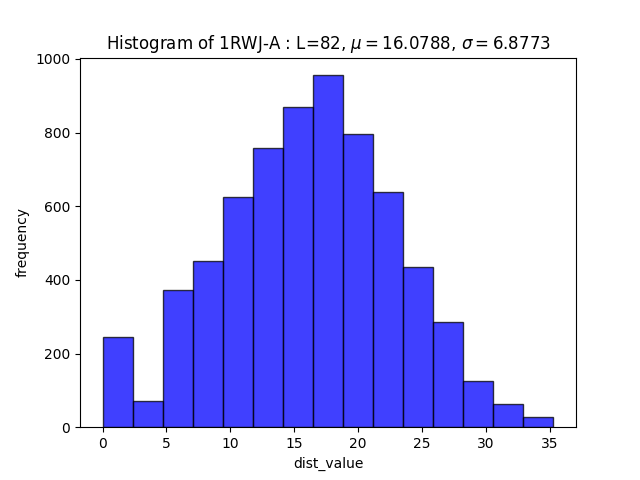 Histogram of 1RWJ-A : L=82, μ = 16.0788, σ = 6.8773
1000
800
600
400
200
0
frequency
0 5 10 15 20 25 30 35
dist_value